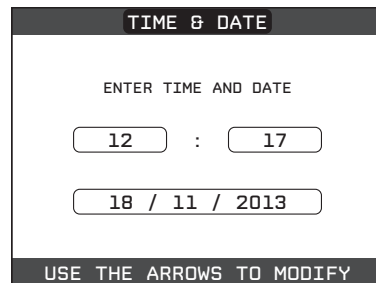 TIME & DATE
ENTER TIME AND DATE
12 : 17
18 / 11 / 2013
USE THE ARROWS TO MODIFY